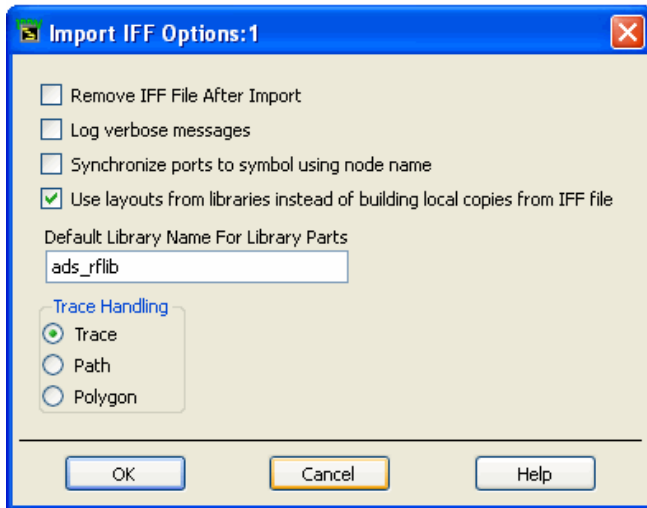 Import IFF Options:1
Remove IFF File After Import
Log verbose messages
Synchronize ports to symbol using node name
Use layouts from libraries instead of building local copies from IFF file
Default Library Name For Library Parts
ads_rflib
Trace Handling
Trace
Path
Polygon
OK Cancel Help